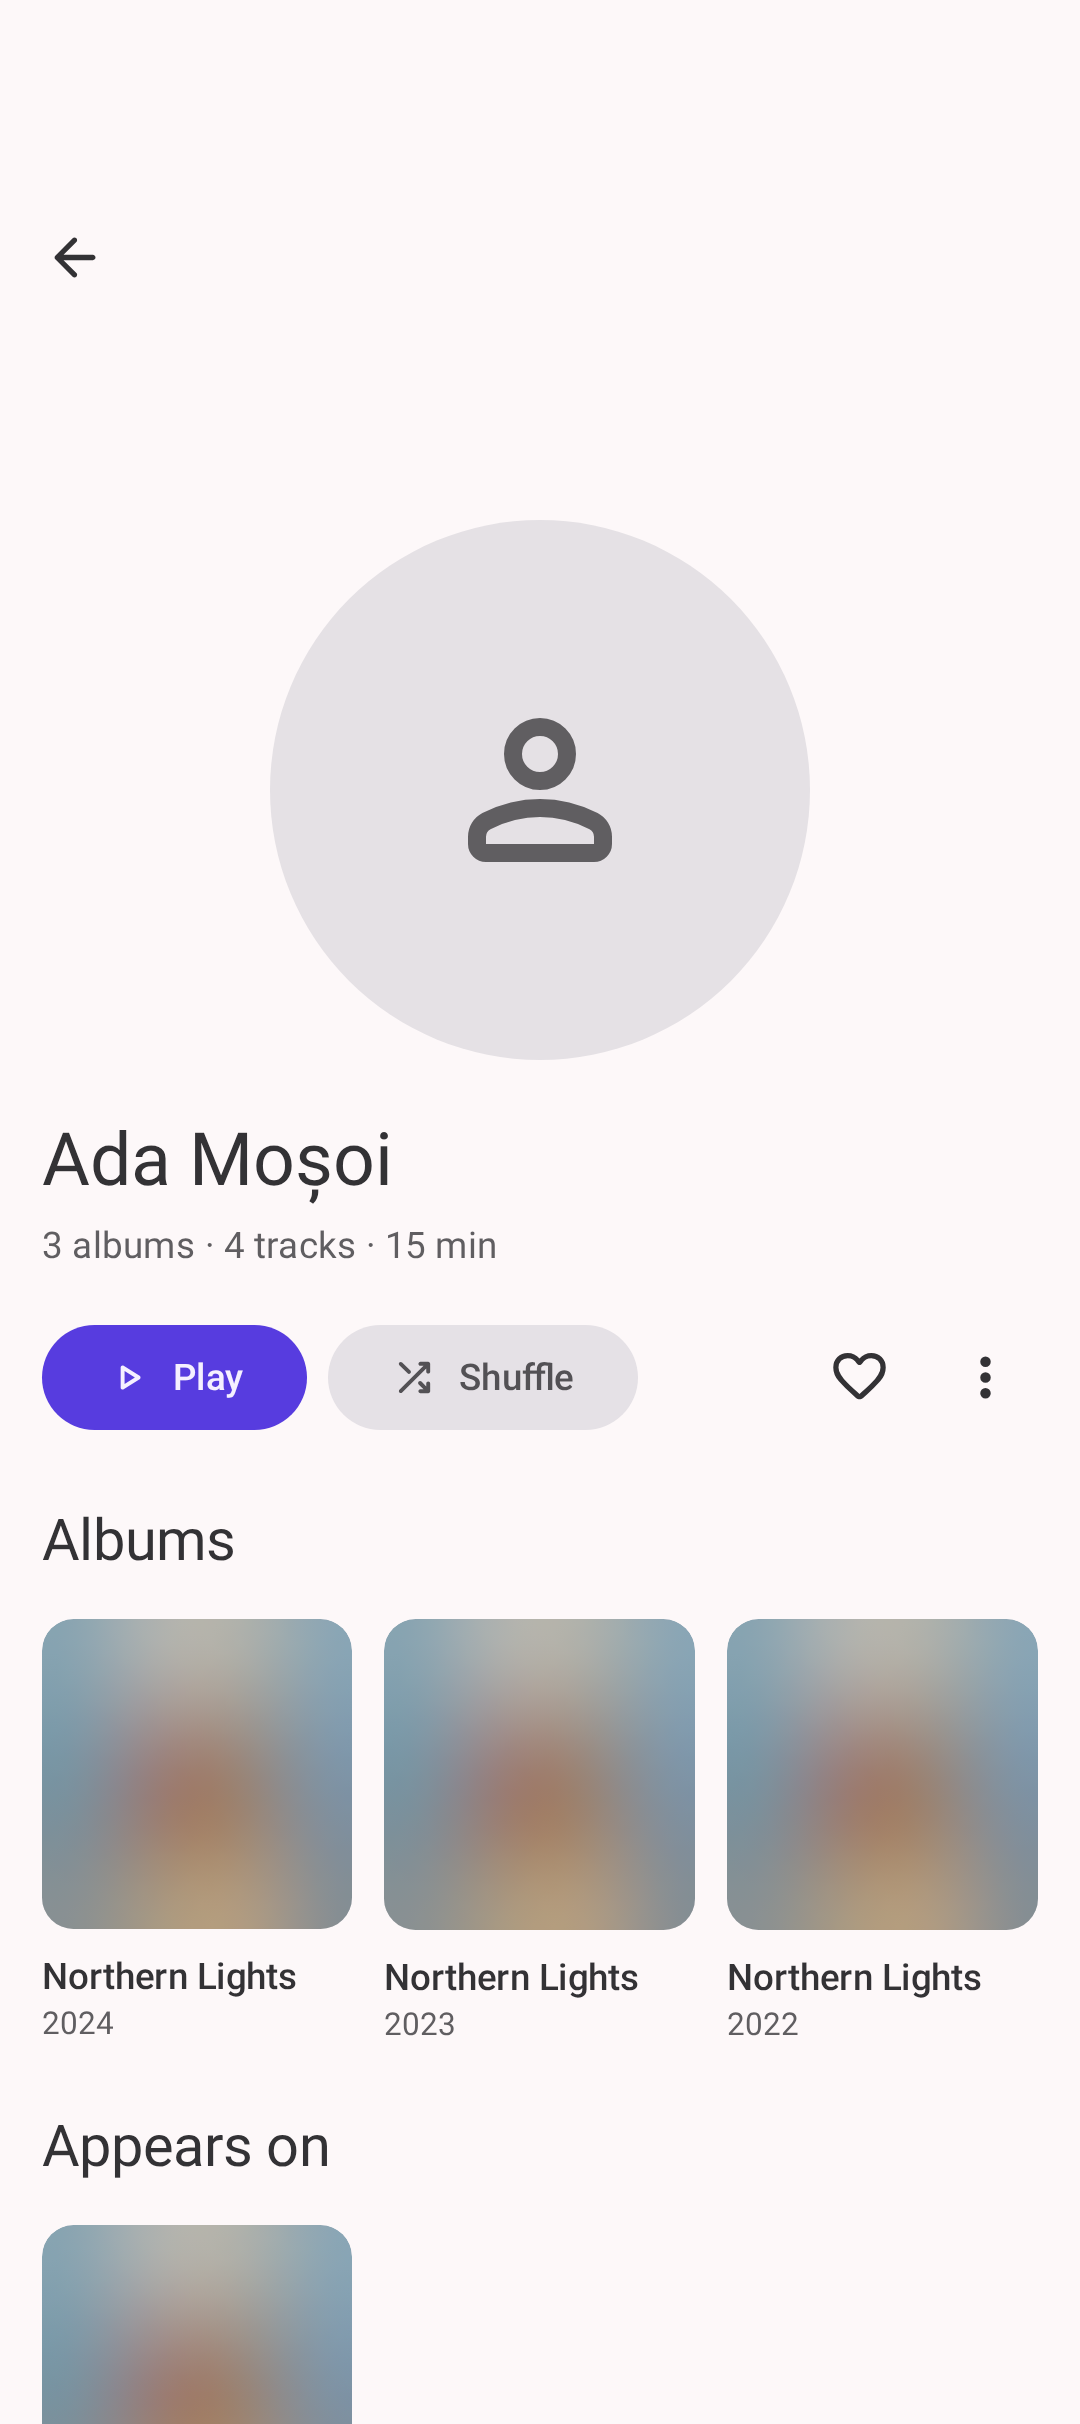 Ada Moșoi
3 albums · 4 tracks · 15 min
Play
Shuffle
Albums
Northern Lights
2024
Northern Lights
2023
Northern Lights
2022
Appears on